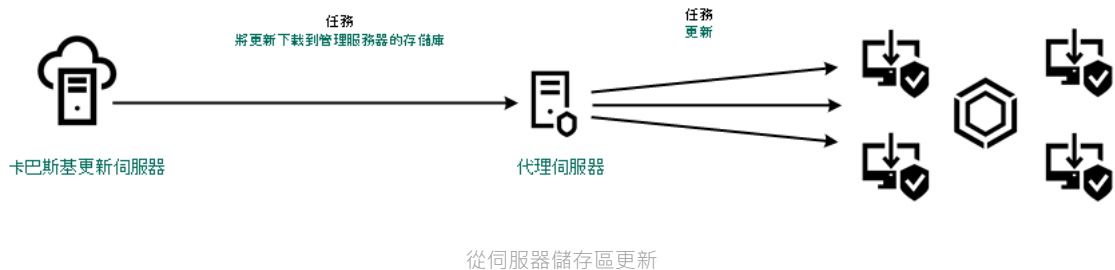 任務
將更新下載到管理服務器的存儲庫
任務
更新
卡巴斯基更新伺服器
代理伺服器
從伺服器儲存區更新